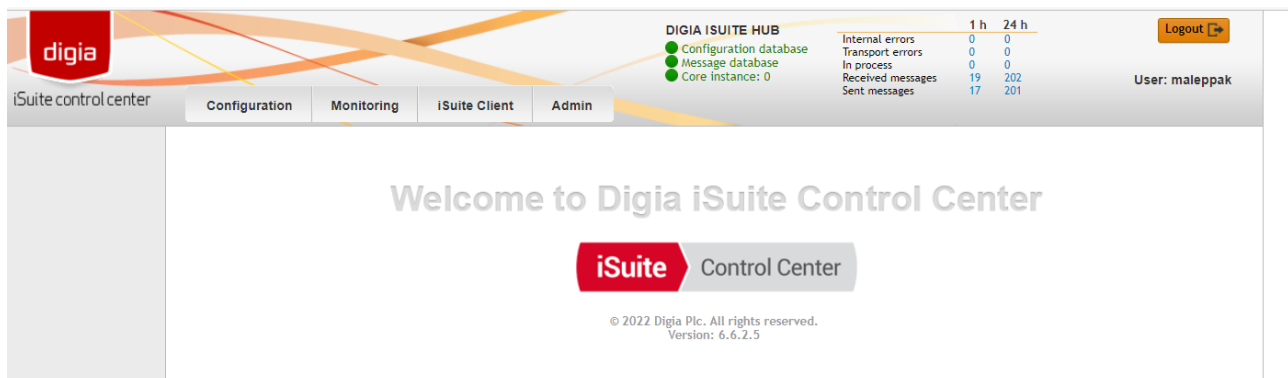 digia
iSuite control center
Configuration
Monitoring
iSuite Client
Admin
DIGIA ISUITE HUB
Configuration database
Message database
Core instance: 0
1 h 24 h
Internal errors 0 0
Transport errors 0 0
In process 0 0
Received messages 19 202
Sent messages 17 201
Logout
User: maleppak
Welcome to Digia iSuite Control Center
iSuite Control Center
© 2022 Digia Plc. All rights reserved.
Version: 6.6.2.5